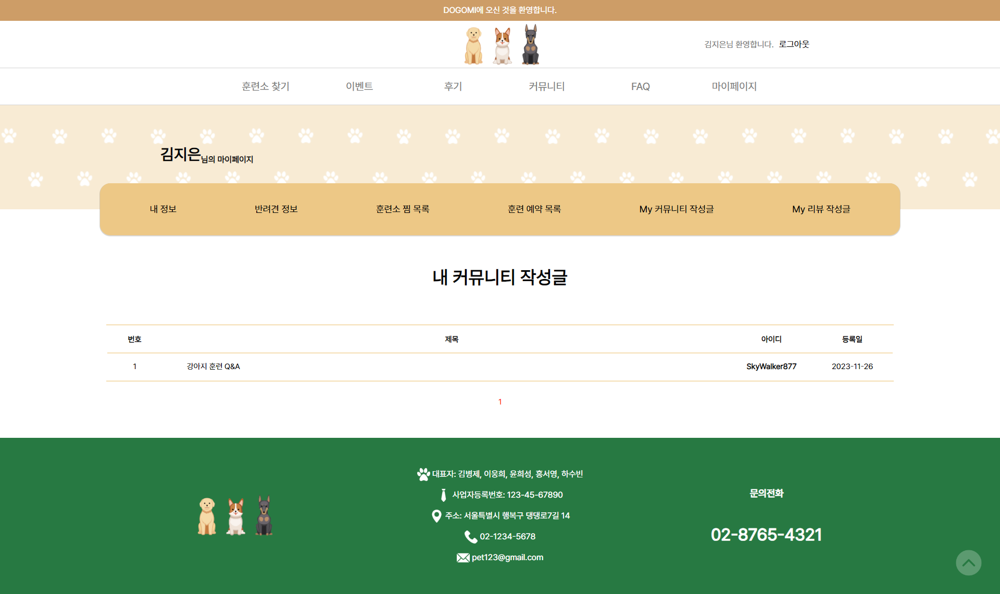 DOGOMI에 오신 것을 환영합니다.
김지은님 환영합니다. 로그아웃
훈련소 찾기 이벤트 후기 커뮤니티 FAQ 마이페이지
김지은님의 마이페이지
내 정보 반려견 정보 훈련소 찜 목록 훈련 예약 목록 My 커뮤니티 작성글 My 리뷰 작성글
내 커뮤니티 작성글
번호 제목 아이디 등록일
1 강아지 훈련 Q&A SkyWalker877 2023-11-26
1
대표자: 김병제, 이웅희, 윤희성, 홍서영, 하수빈
사업자등록번호: 123-45-67890
주소: 서울특별시 행복구 댕댕로7길 14
02-1234-5678
pet123@gmail.com
문의전화
02-8765-4321